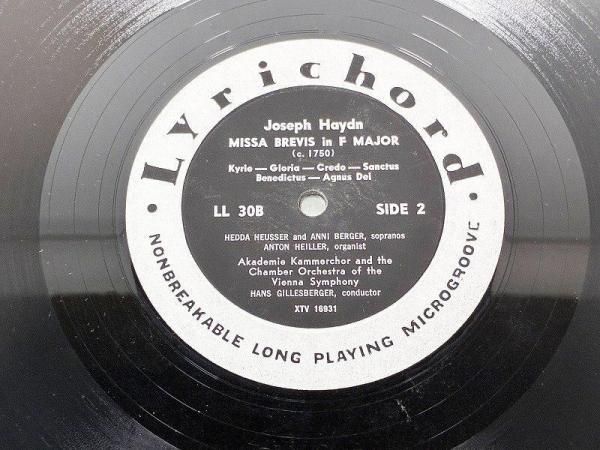 Lyrichord
Joseph Haydn
MISSA BREVIS in F MAJOR
(c. 1750)
Kyrie — Gloria — Credo — Sanctus
Benedictus — Agnus Dei
LL 30B SIDE 2
HEDDA HEUSSER and ANNI BERGER, sopranos
ANTON HEILLER, organist
Akademie Kammerchor and the
Chamber Orchestra of the
Vienna Symphony
HANS GILLESBERGER, conductor
XTV 16931
• NONBREAKABLE LONG PLAYING MICROGROOVE •